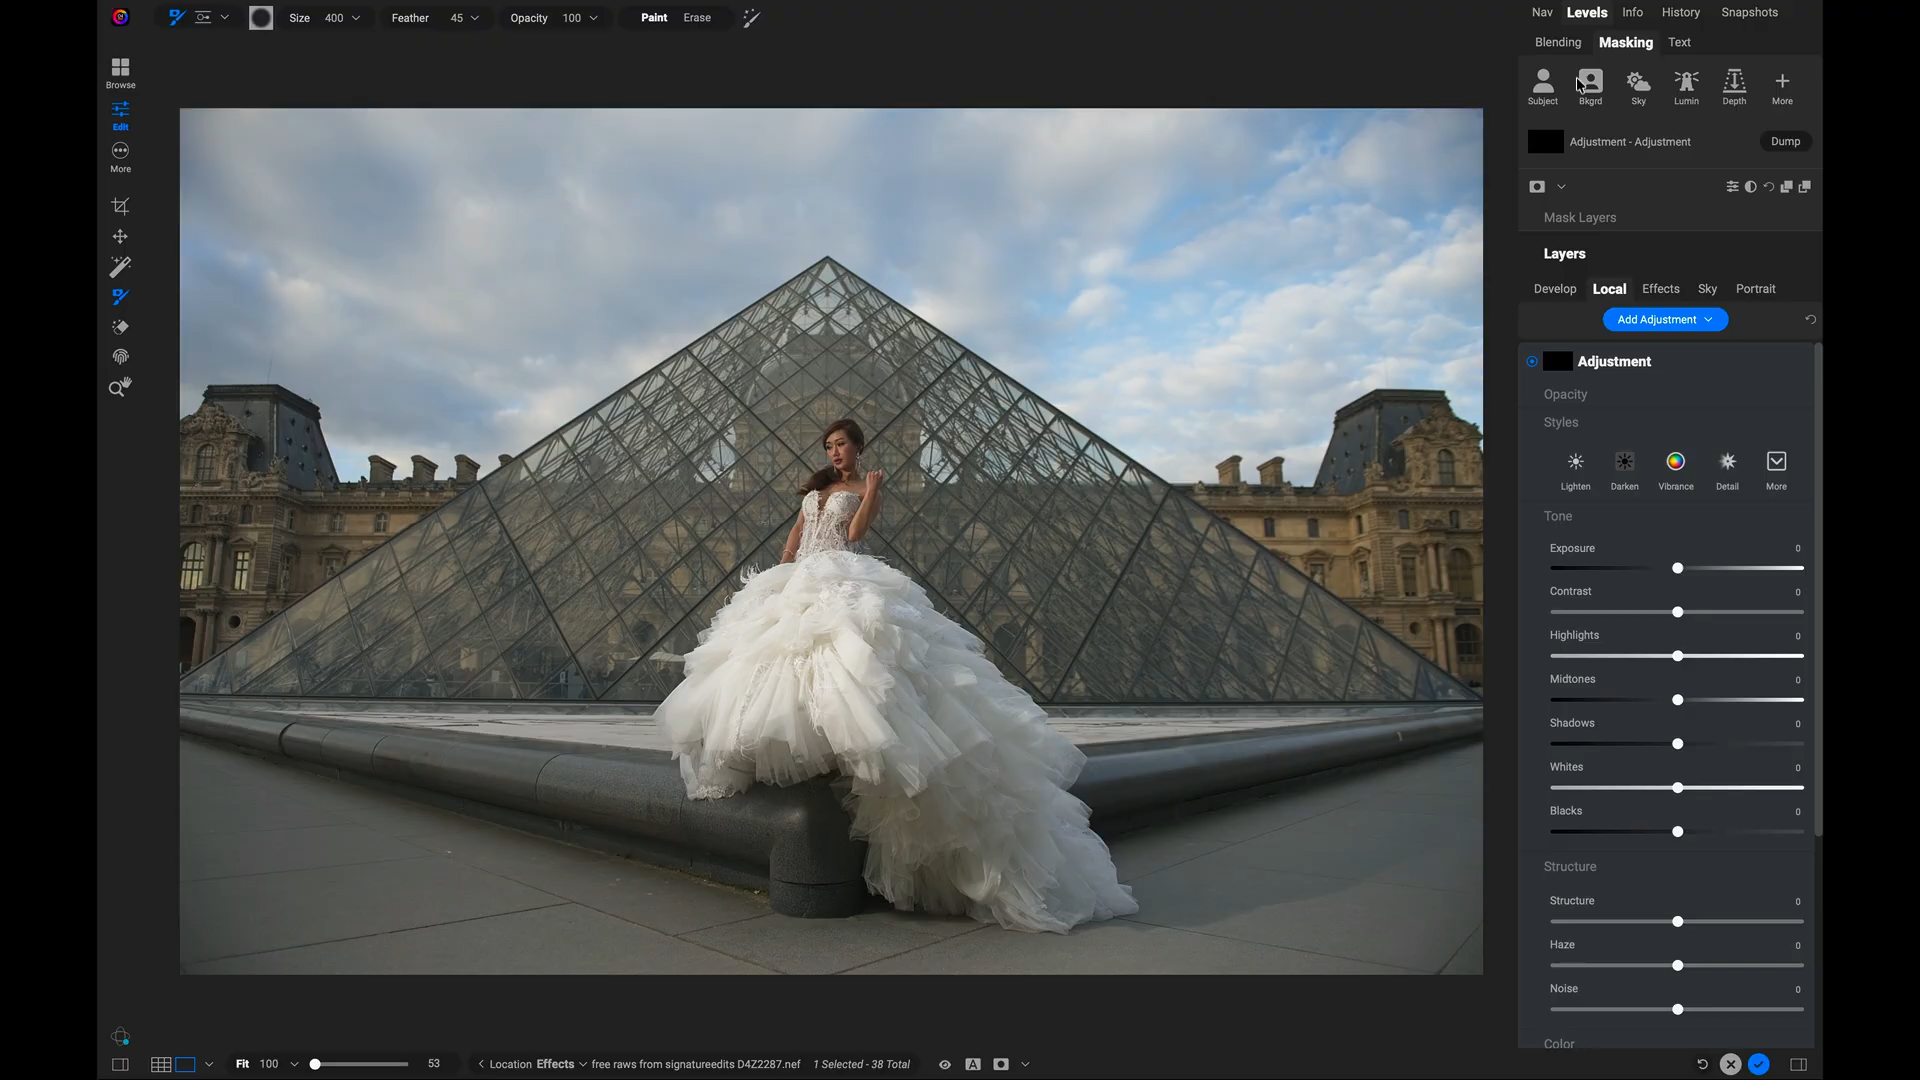 Size 400 Feather 45 Opacity 100 Paint Erase
Nav Levels Info History Snapshots
Blending Masking Text
Subject Bkgrd Sky Lumin Depth More
Adjustment - Adjustment Dump
Mask Layers
Layers
Develop Local Effects Sky Portrait
Add Adjustment
Adjustment
Opacity
Styles
Lighten Darken Vibrance Detail More
Tone
Exposure 0
Contrast 0
Highlights 0
Midtones 0
Shadows 0
Whites 0
Blacks 0
Structure
Structure 0
Haze 0
Noise 0
Color
Browse
Edit
More
Fit 100 53 Location Effects free raws from signatureedits D4Z2287.nef 1 Selected - 38 Total A